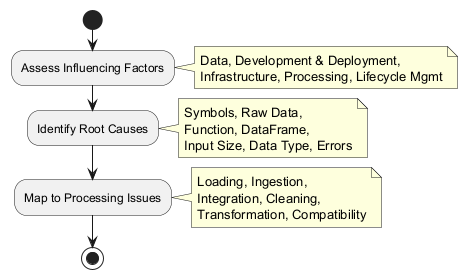 Assess Influencing Factors
Data, Development & Deployment,
Infrastructure, Processing, Lifecycle Mgmt
Identify Root Causes
Symbols, Raw Data,
Function, DataFrame,
Input Size, Data Type, Errors
Map to Processing Issues
Loading, Ingestion,
Integration, Cleaning,
Transformation, Compatibility